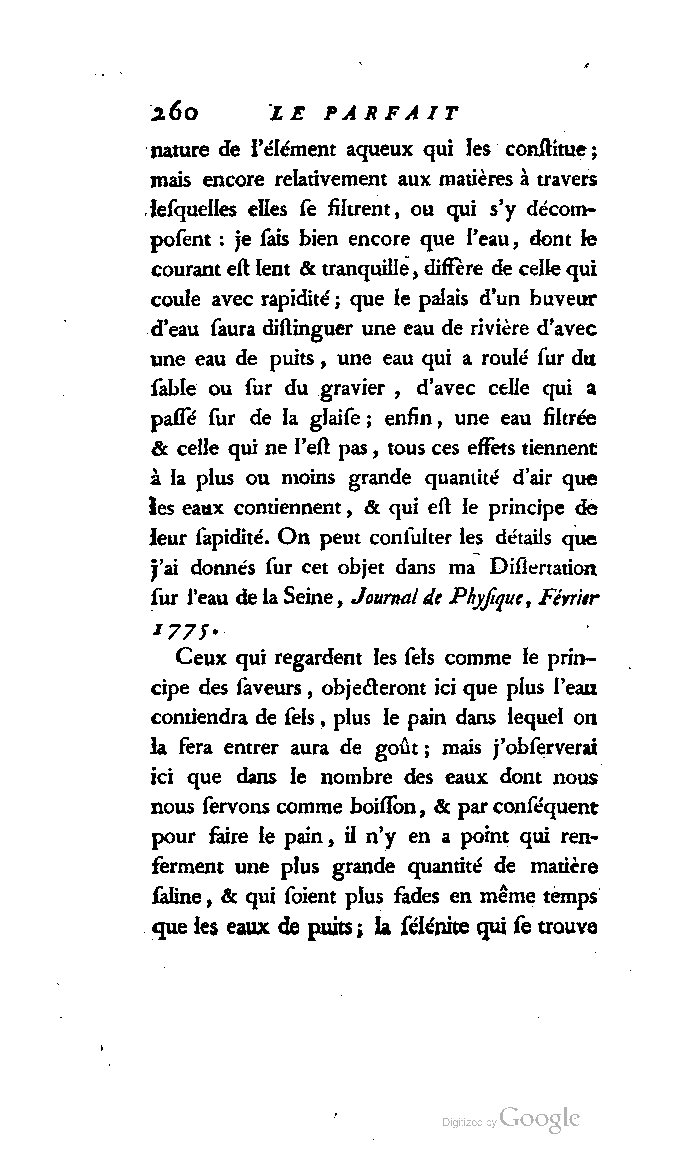 260 LE PARFAIT
nature de l'élément aqueux qui les conſtitue;
mais encore relativement aux matières à travers
leſquelles elles ſe filtrent, ou qui s'y décom-
poſent : je ſais bien encore que l'eau, dont le
courant eſt lent & tranquille, diffère de celle qui
coule avec rapidité; que le palais d'un buveur
d'eau ſaura diſtinguer une eau de rivière d'avec
une eau de puits, une eau qui a roulé ſur du
ſable ou ſur du gravier, d'avec celle qui a
paſſé ſur de la glaiſe; enfin, une eau filtrée
& celle qui ne l'eſt pas, tous ces effets tiennent
à la plus ou moins grande quantité d'air que
les eaux contiennent, & qui eſt le principe de
leur ſapidité. On peut conſulter les détails que
j'ai donnés ſur cet objet dans ma Diſſertation
ſur l'eau de la Seine, Journal de Phyſique, Février
1775.
Ceux qui regardent les ſels comme le prin-
cipe des ſaveurs, objecteront ici que plus l'eau
contiendra de ſels, plus le pain dans lequel on
la fera entrer aura de goût; mais j'obſerverai
ici que dans le nombre des eaux dont nous
nous ſervons comme boiſſon, & par conſéquent
pour faire le pain, il n'y en a point qui ren-
ferment une plus grande quantité de matière
ſaline, & qui ſoient plus fades en même temps
que les eaux de puits; la ſélénite qui ſe trouve
Digitized by Google